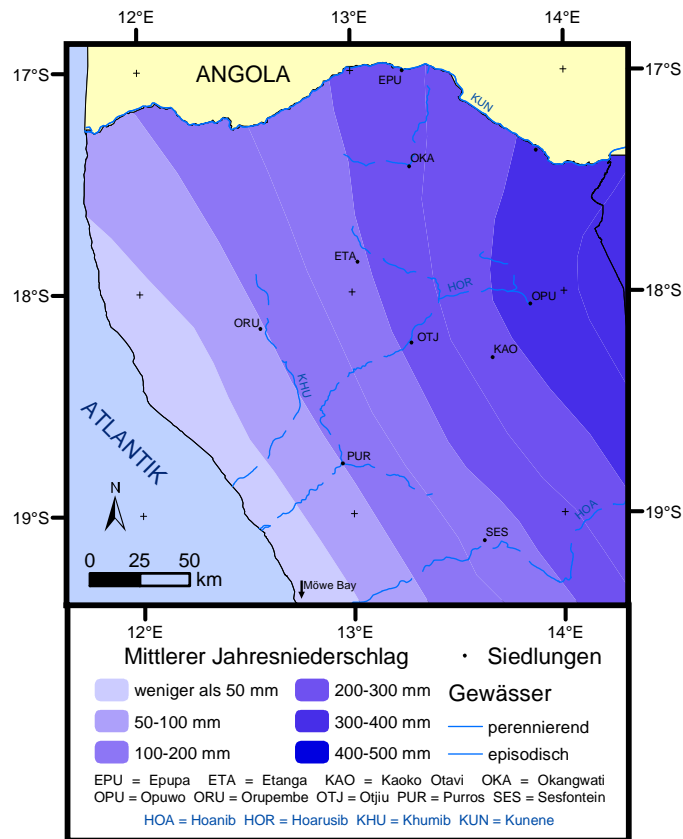 12°E 13°E 14°E
17°S 17°S
ANGOLA
EPU
KUN
OKA
ETA
HOR
18°S 18°S
OPU
ORU
OTJ
KAO
KHU
ATLANTIK
PUR
N
HOA
19°S 19°S
SES
0 25 50
km
Möwe Bay
12°E 13°E 14°E
Mittlerer Jahresniederschlag
weniger als 50 mm
50-100 mm
100-200 mm
200-300 mm
300-400 mm
400-500 mm
Siedlungen
Gewässer
perennierend
episodisch
EPU = Epupa ETA = Etanga KAO = Kaoko Otavi OKA = Okangwati
OPU = Opuwo ORU = Orupembe OTJ = Otjiu PUR = Purros SES = Sesfontein
HOA = Hoanib HOR = Hoarusib KHU = Khumib KUN = Kunene